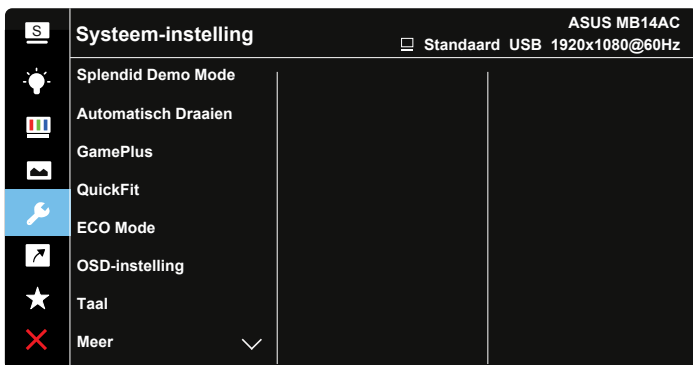 S
Systeem-instelling
ASUS MB14AC
Standaard USB 1920x1080@60Hz
Splendid Demo Mode
Automatisch Draaien
GamePlus
QuickFit
ECO Mode
OSD-instelling
Taal
Meer